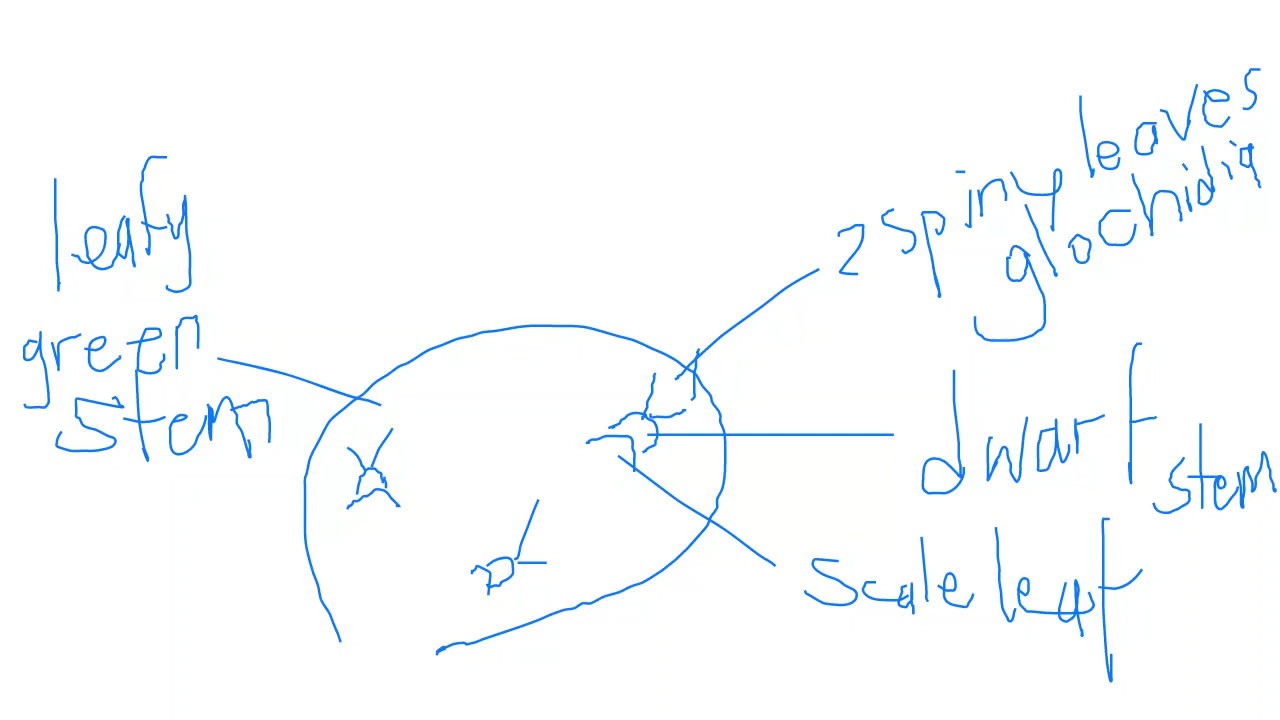 leafy
green
stem
2 spiny leaves
glochidia
dwarf
stem
scale leaf